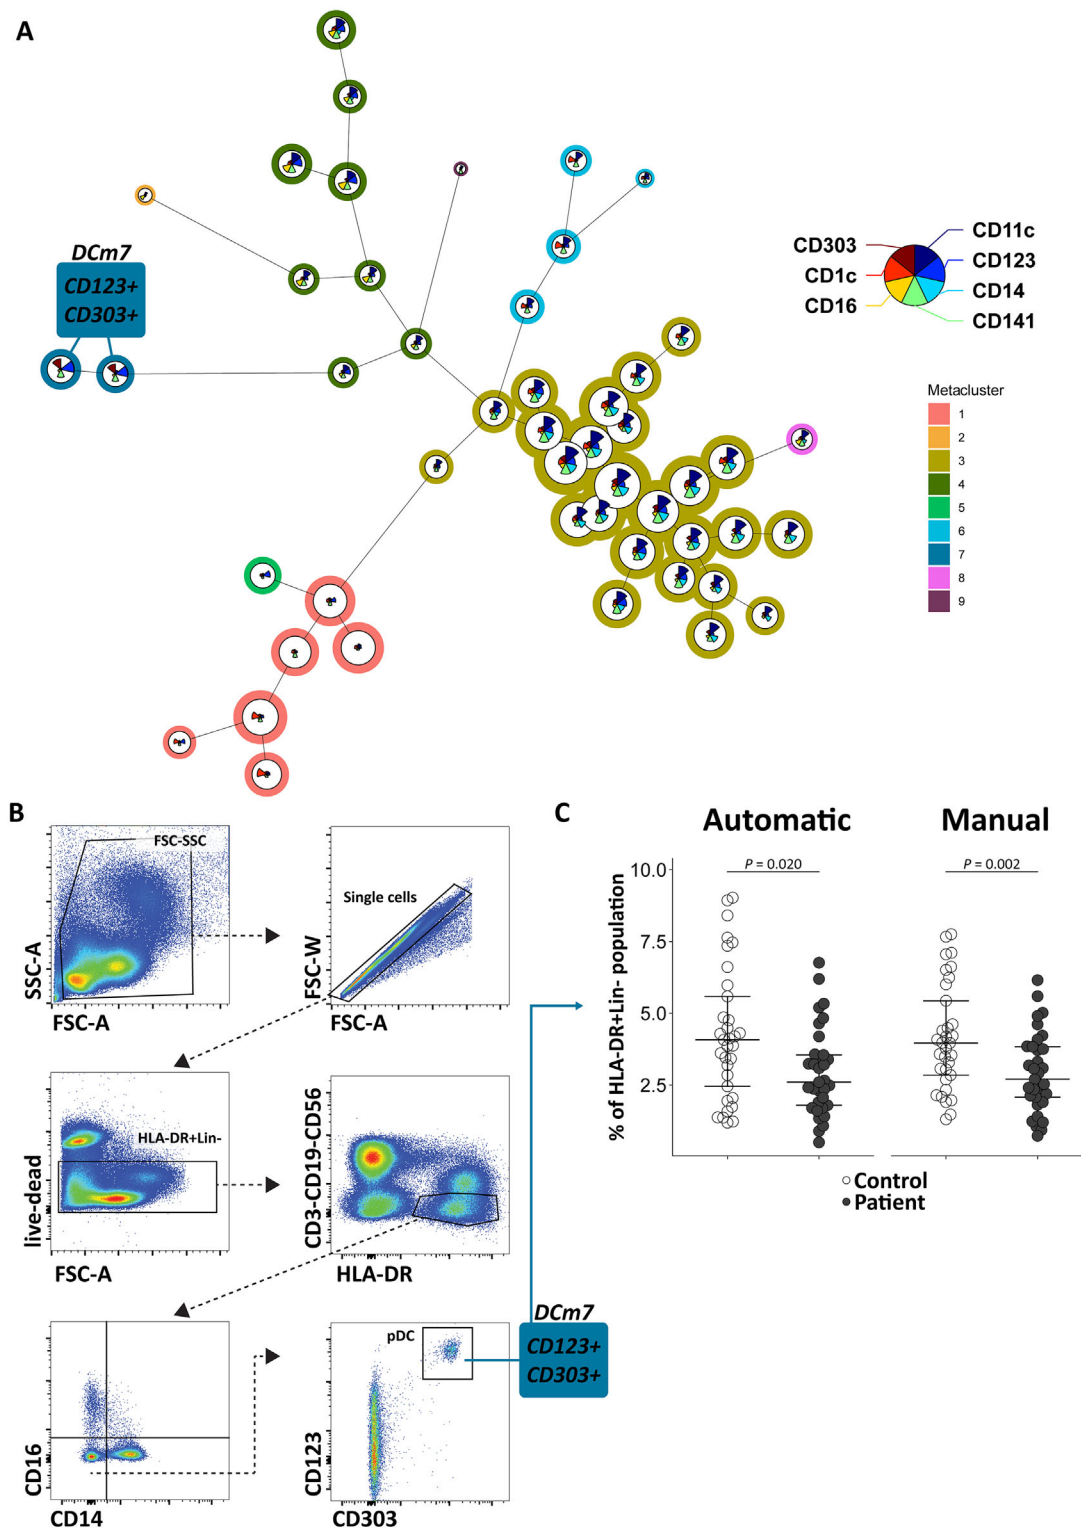 A
DCm7
CD123+
CD303+
CD303
CD1c
CD16
CD11c
CD123
CD14
CD141
Metacluster
1
2
3
4
5
6
7
8
9
B
FSC-SSC
SSC-A
FSC-A
Single cells
FSC-W
FSC-A
HLA-DR+Lin-
live-dead
FSC-A
CD3-CD19-CD56
HLA-DR
CD16
CD14
pDC
CD123
CD303
DCm7
CD123+
CD303+
C
Automatic
Manual
P = 0.020
P = 0.002
% of HLA-DR+Lin- population
10.0
7.5
5.0
2.5
Control
Patient